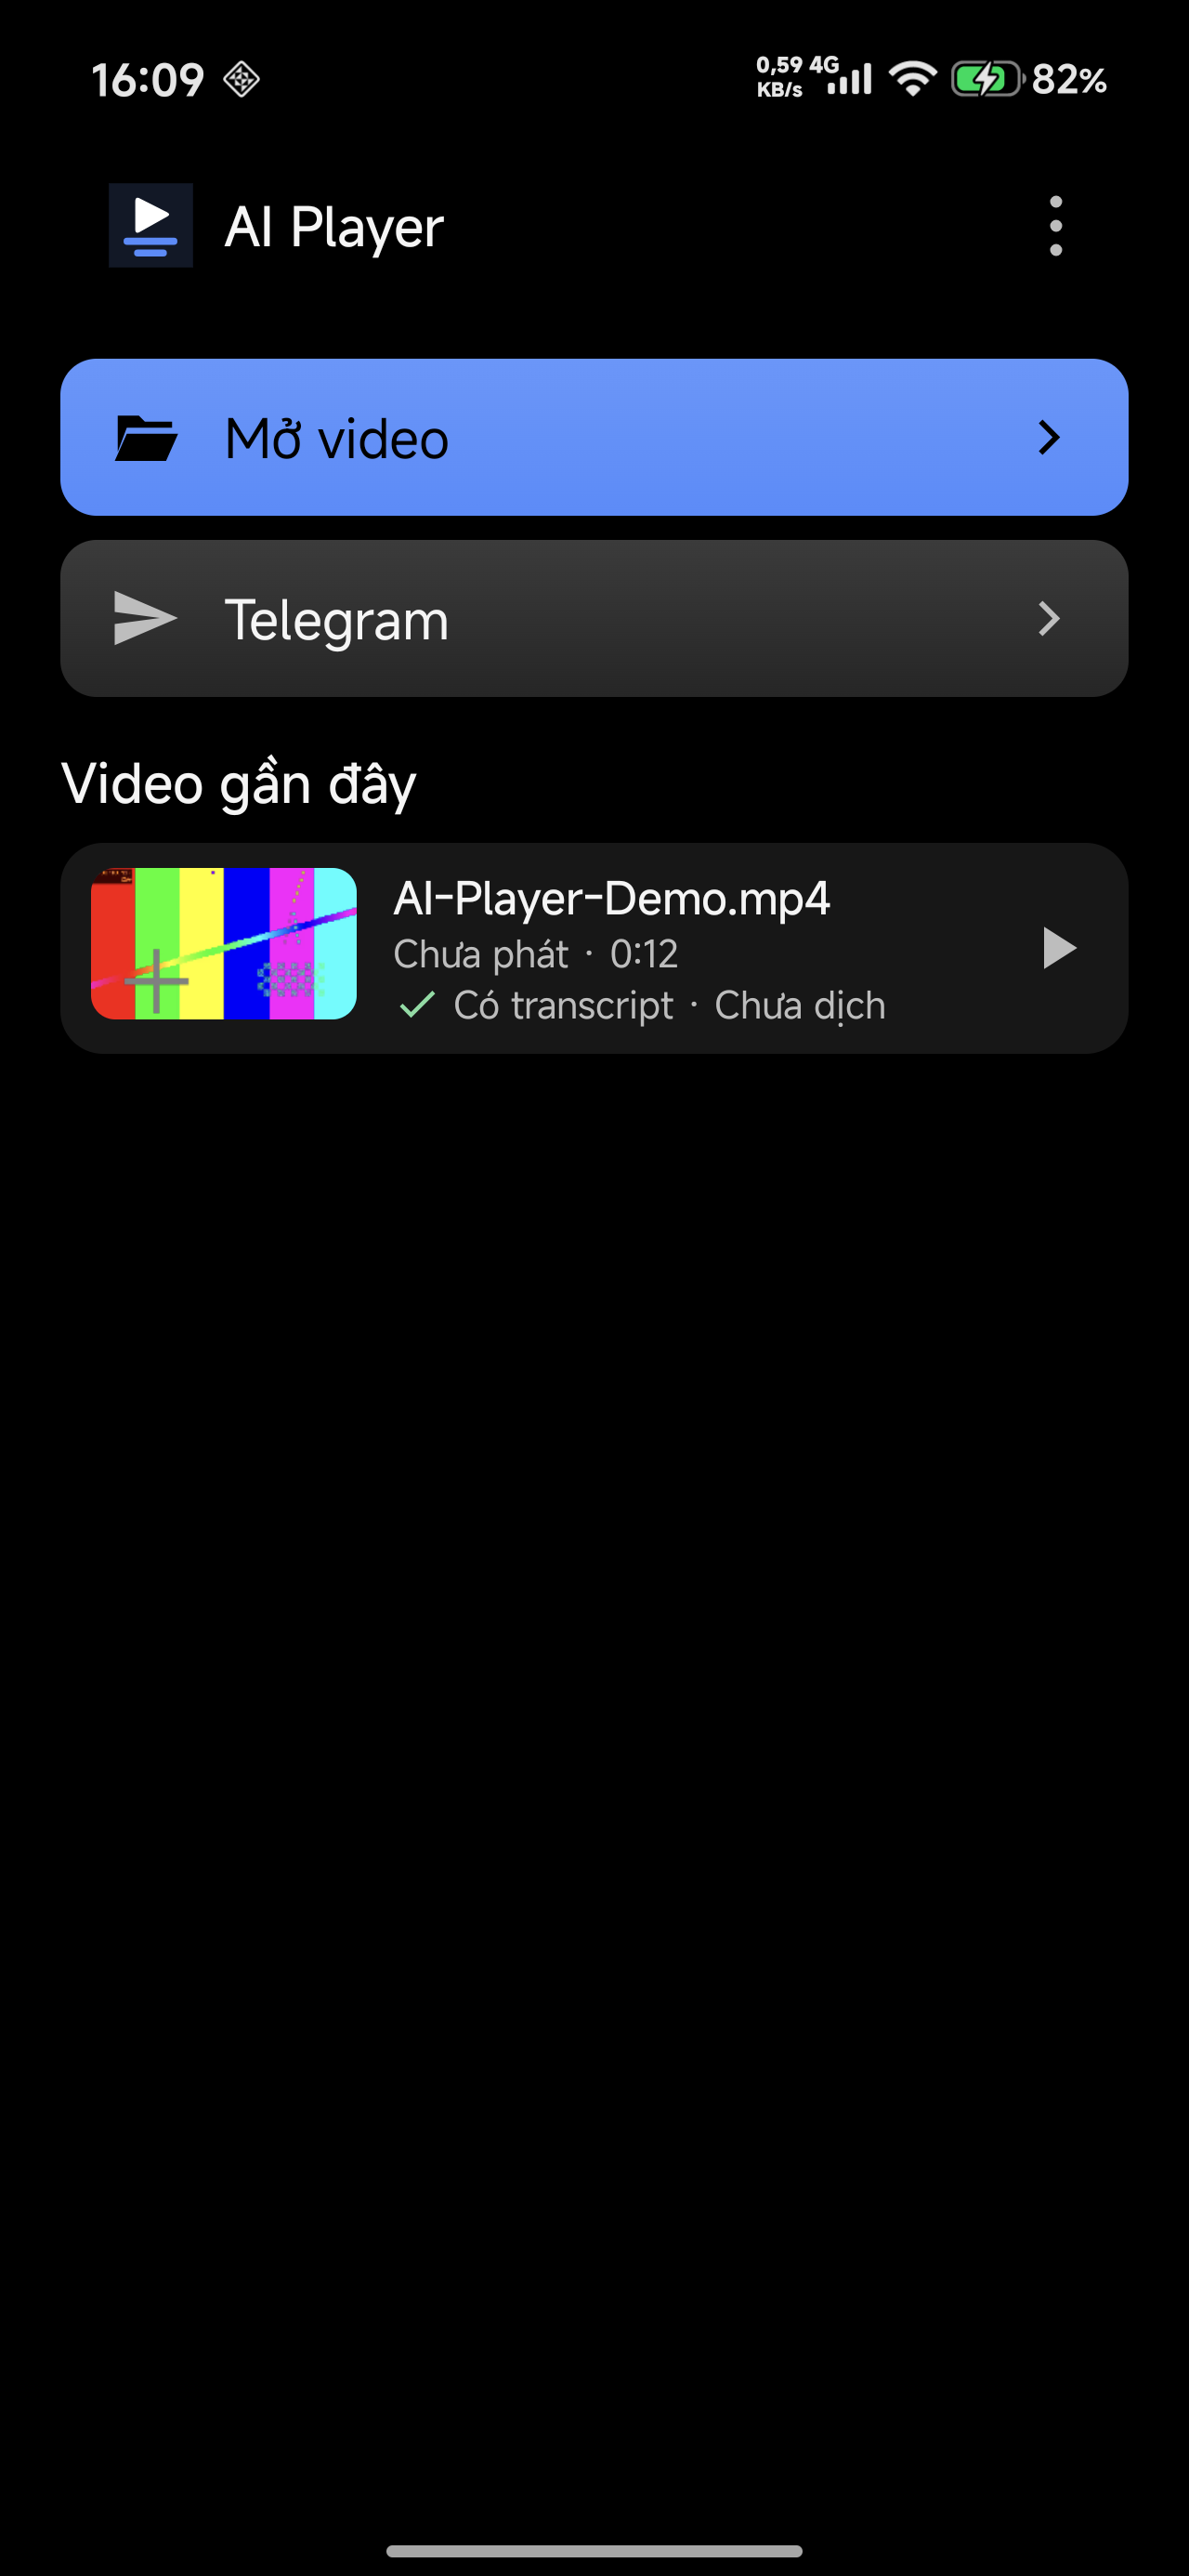 16:09
0,59 4G
KB/s
82%
AI Player
Mở video
Telegram
Video gần đây
AI-Player-Demo.mp4
Chưa phát · 0:12
Có transcript · Chưa dịch